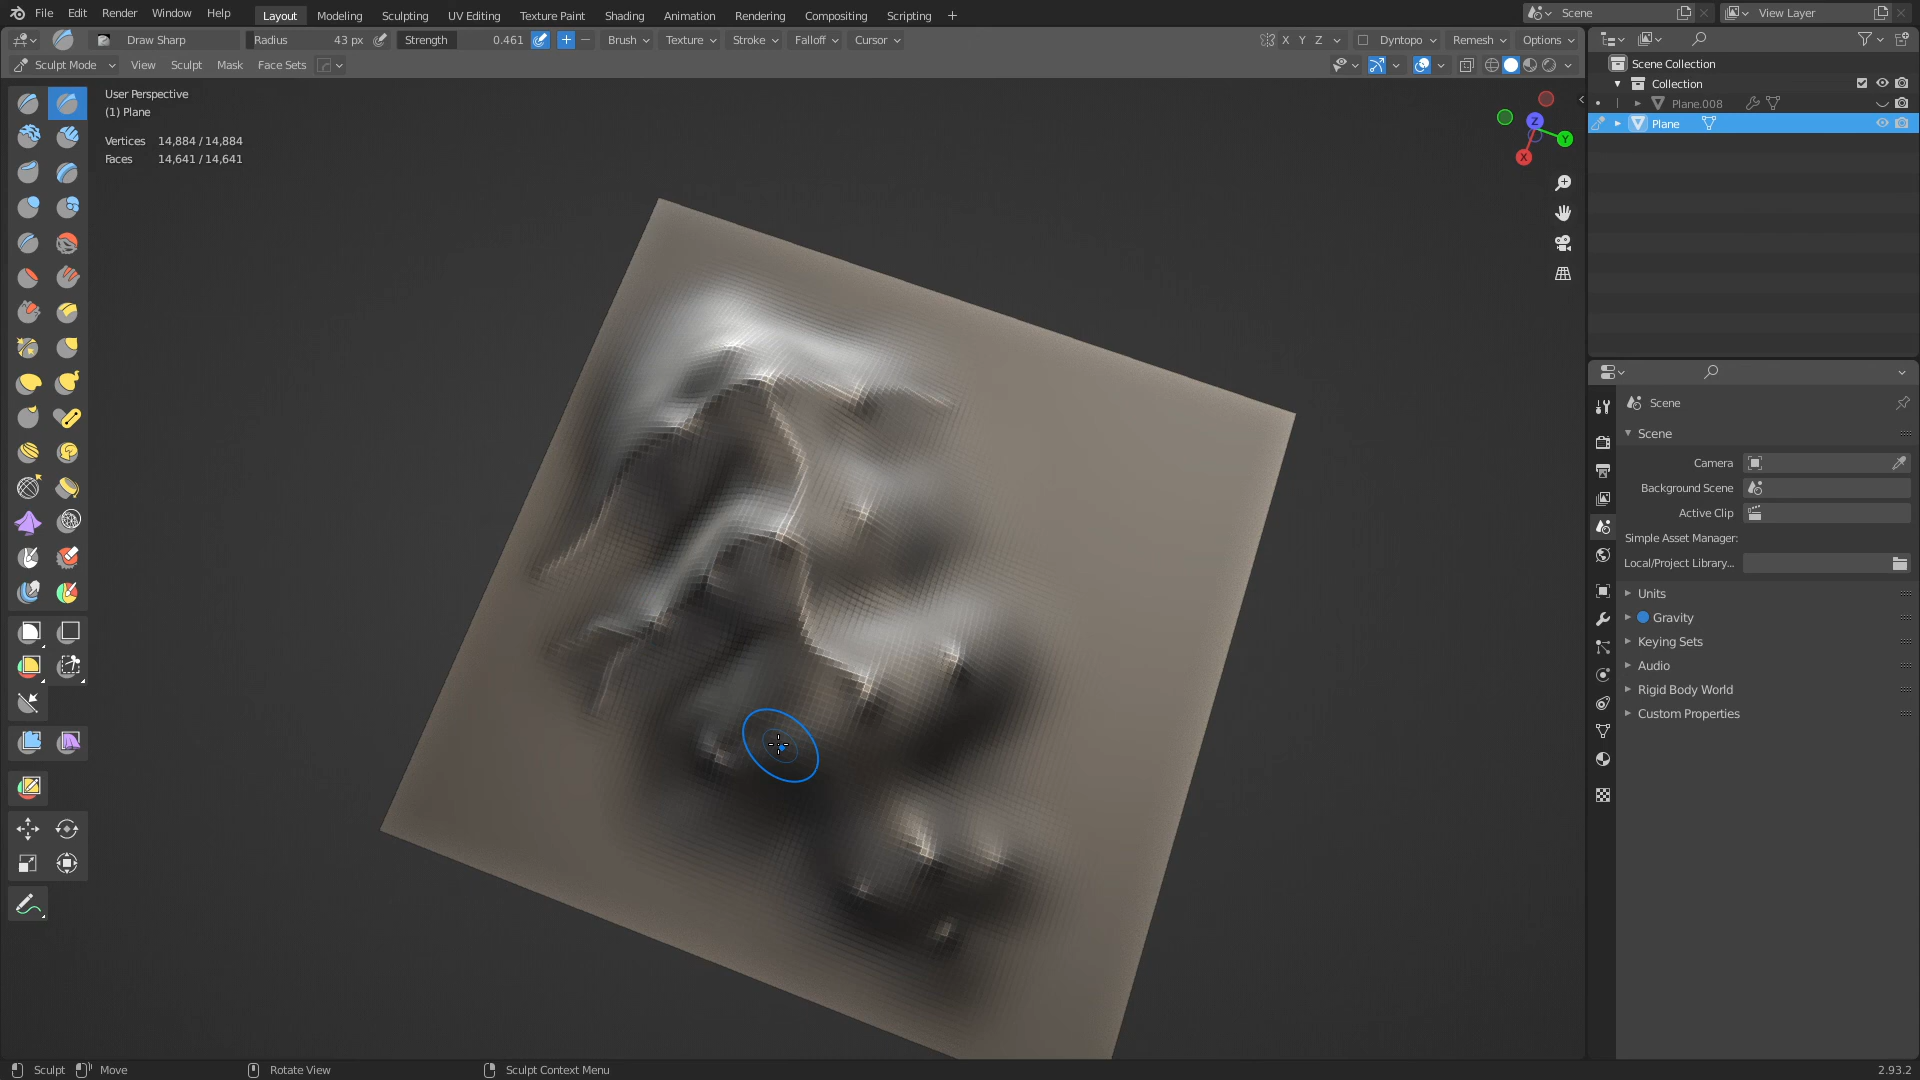 File Edit Render Window Help
Layout Modeling Sculpting UV Editing Texture Paint Shading Animation Rendering Compositing Scripting +
Scene
View Layer
Draw Sharp Radius 43 px Strength 0.461 Brush Texture Stroke Falloff Cursor
X Y Z Dyntopo Remesh Options
Sculpt Mode View Sculpt Mask Face Sets
User Perspective
(1) Plane
Vertices 14,884 / 14,884
Faces 14,641 / 14,641
Z
Y
X
Scene Collection
Collection
Plane.008
Plane
Scene
Scene
Camera
Background Scene
Active Clip
Simple Asset Manager:
Local/Project Library...
Units
Gravity
Keying Sets
Audio
Rigid Body World
Custom Properties
Sculpt Move Rotate View Sculpt Context Menu 2.93.2